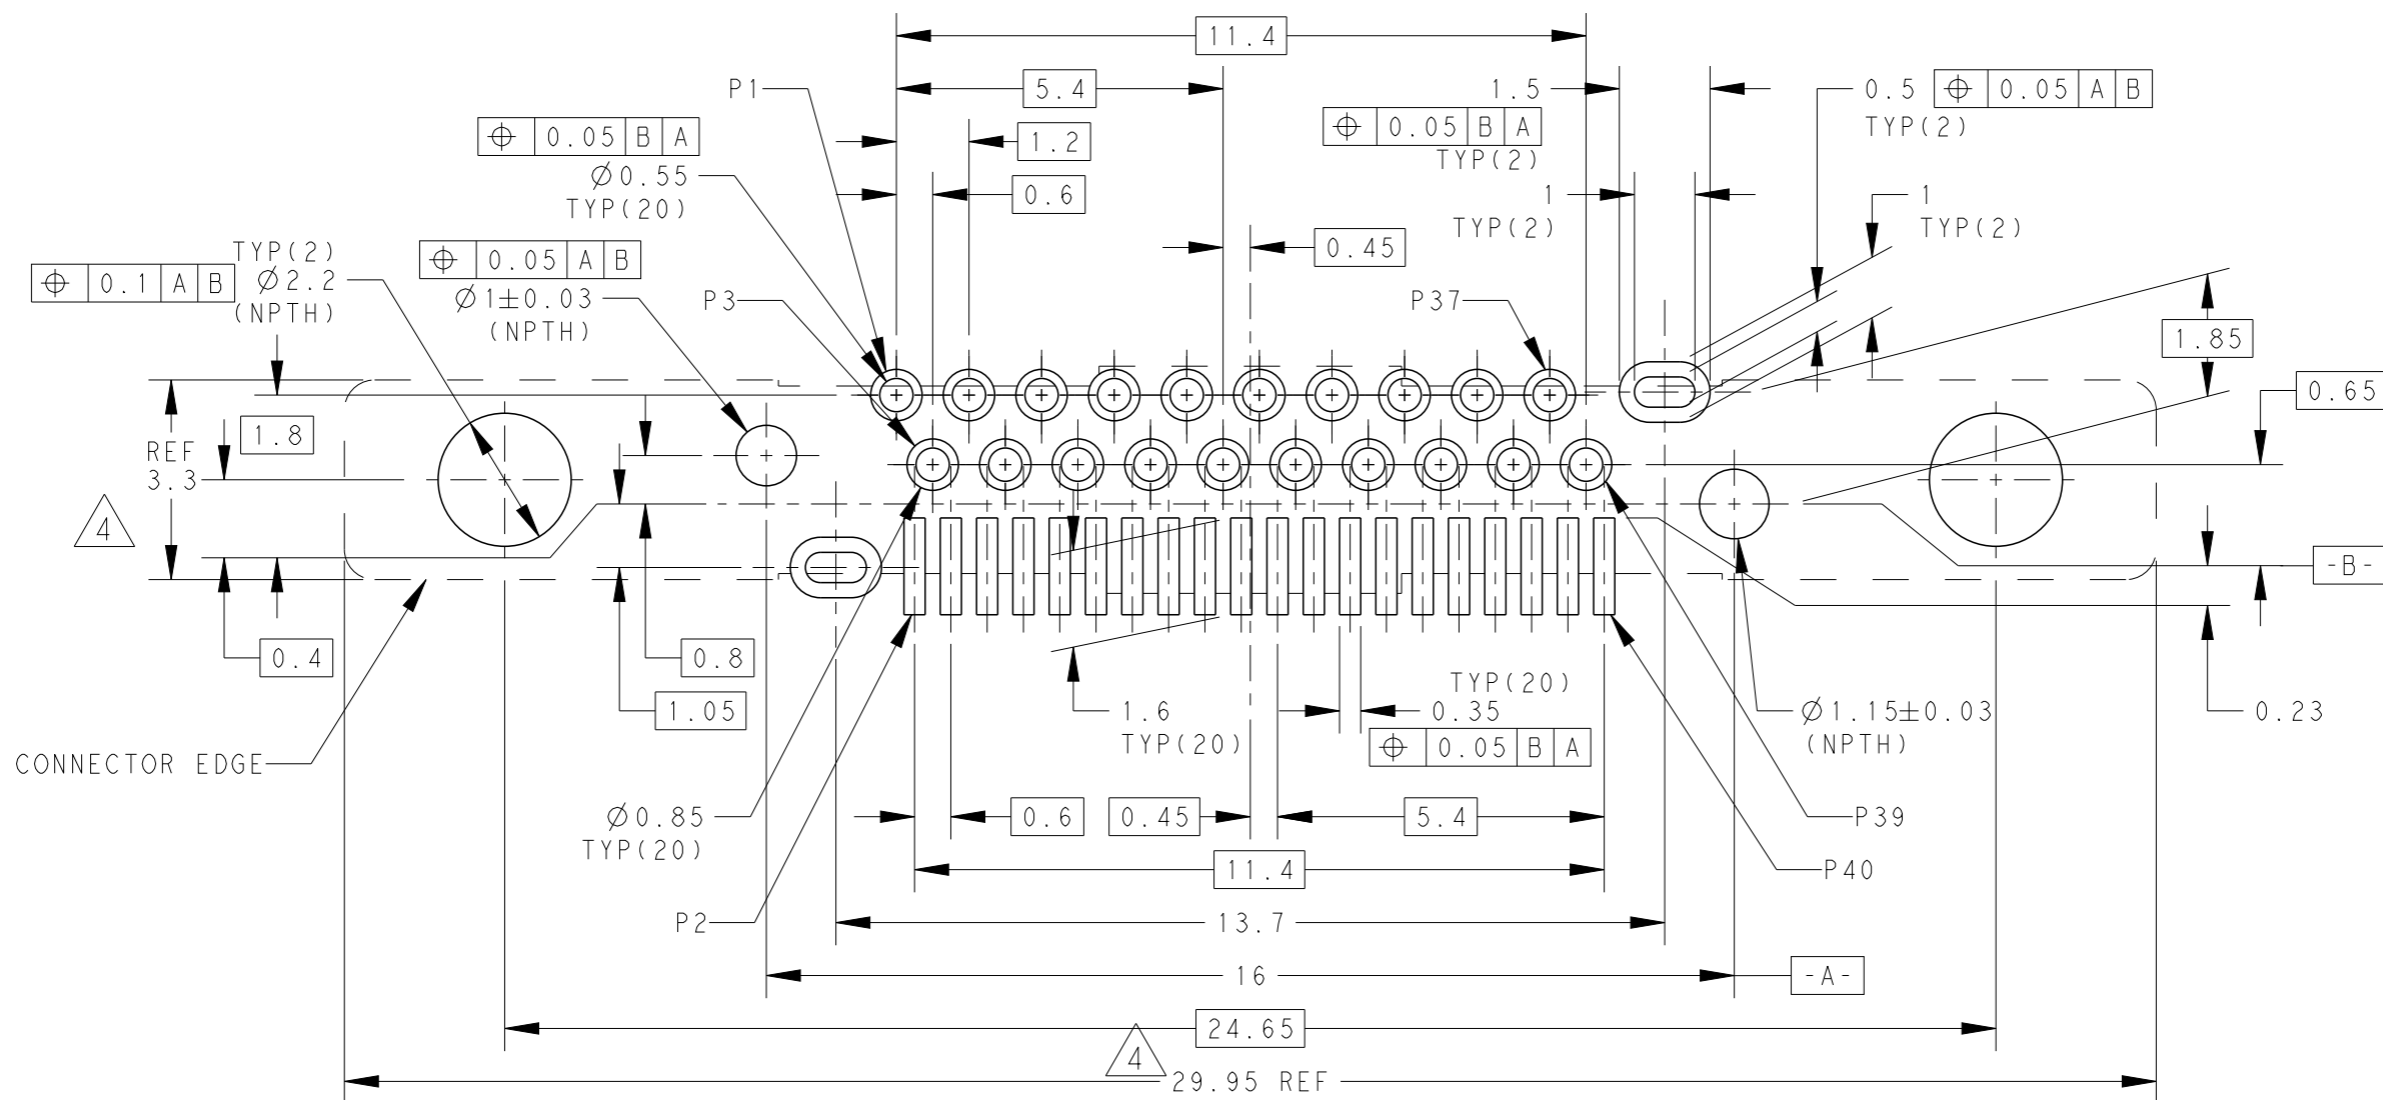 11.4
P1
5.4
1.5
0.5 ⌖ 0.05 A B
TYP(2)
⌖ 0.05 B A
Ø0.55
TYP(20)
1.2
⌖ 0.05 B A
TYP(2)
0.6
1
TYP(2)
1
TYP(2)
TYP(2)
⌖ 0.1 A B Ø2.2
(NPTH)
⌖ 0.05 A B
Ø1±0.03
(NPTH)
P3
0.45
P37
1.85
0.65
1.8
REF
3.3
4
-B-
0.4
0.8
1.05
1.6
TYP(20)
TYP(20)
0.35
⌖ 0.05 B A
Ø1.15±0.03
(NPTH)
0.23
CONNECTOR EDGE
Ø0.85
TYP(20)
0.6
0.45
5.4
P39
11.4
P40
P2
13.7
16
-A-
24.65
4
29.95 REF